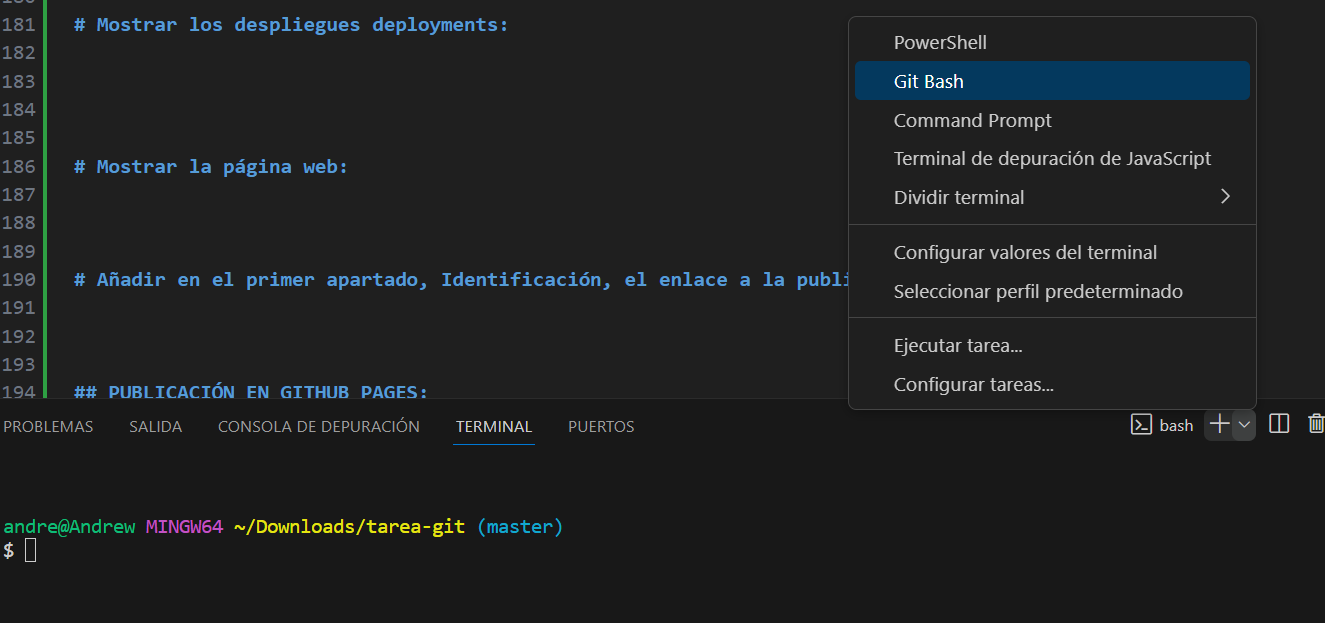 181 # Mostrar los despliegues deployments:
182
183
184
185
186 # Mostrar la página web:
187
188
189
190 # Añadir en el primer apartado, Identificación, el enlace a la publi
191
192
193
194 ## PUBLICACIÓN EN GITHUB PAGES:
PowerShell
Git Bash
Command Prompt
Terminal de depuración de JavaScript
Dividir terminal
Configurar valores del terminal
Seleccionar perfil predeterminado
Ejecutar tarea...
Configurar tareas...
PROBLEMAS SALIDA CONSOLA DE DEPURACIÓN TERMINAL PUERTOS bash
andre@Andrew MINGW64 ~/Downloads/tarea-git (master)
$